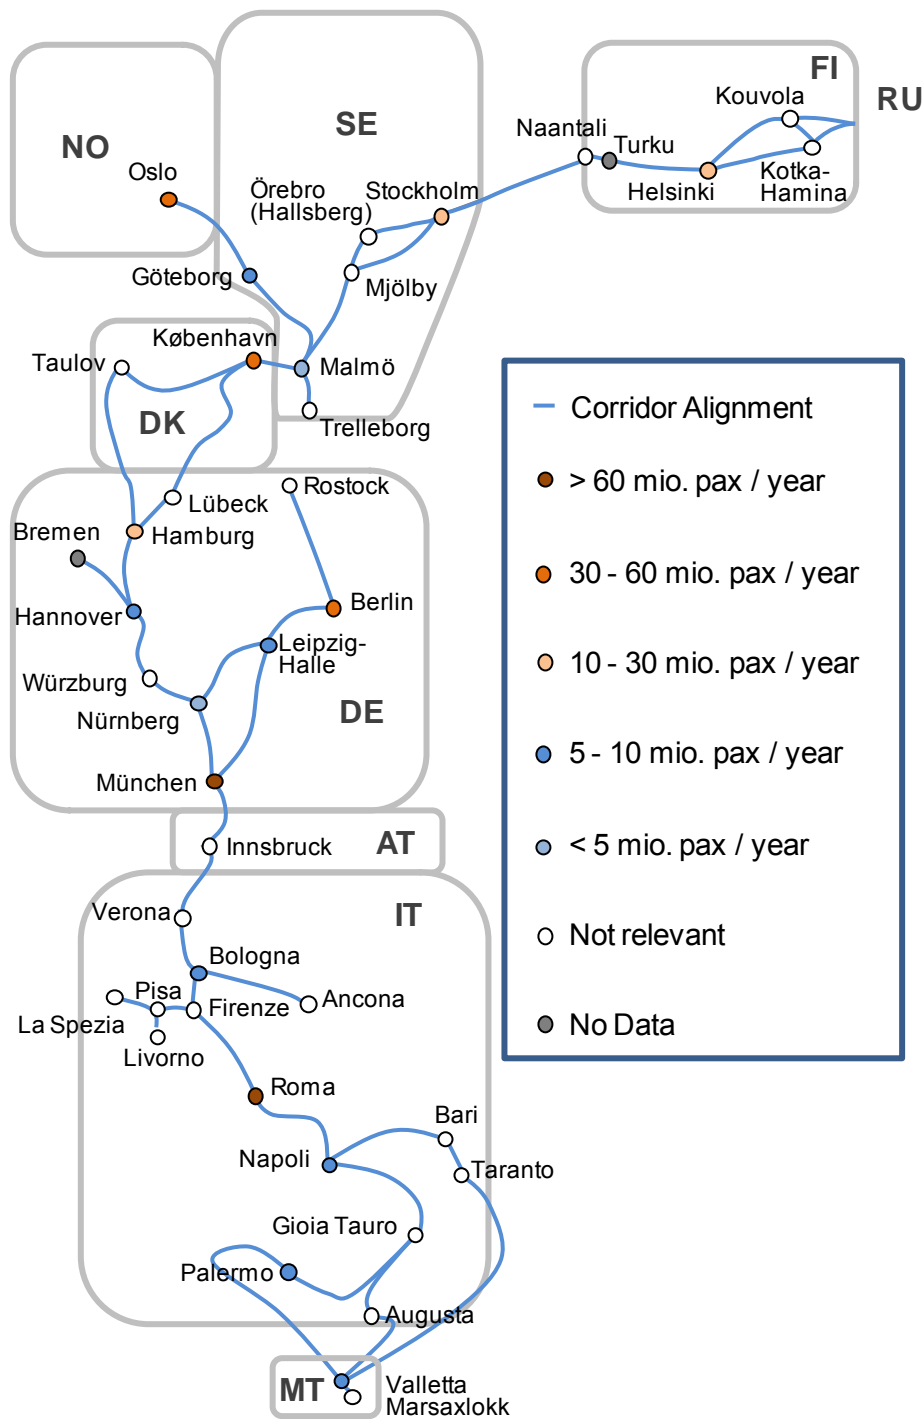 FI
RU
NO
SE
Kouvola
Naantali
Turku
Oslo
Örebro
(Hallsberg)
Stockholm
Helsinki
Kotka-
Hamina
Göteborg
Mjölby
København
Taulov
Malmö
DK
Trelleborg
Lübeck
Rostock
Bremen
Hamburg
Hannover
Berlin
Leipzig-
Halle
Würzburg
Nürnberg
DE
München
Innsbruck
AT
Verona
IT
Bologna
Pisa
Firenze
Ancona
La Spezia
Livorno
Roma
Bari
Napoli
Taranto
Gioia Tauro
Palermo
Augusta
MT
Valletta
Marsaxlokk
Corridor Alignment
> 60 mio. pax / year
30 - 60 mio. pax / year
10 - 30 mio. pax / year
5 - 10 mio. pax / year
< 5 mio. pax / year
Not relevant
No Data